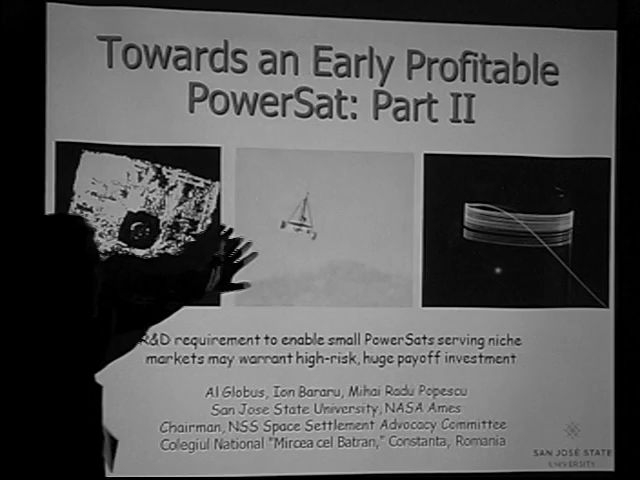 Towards an Early Profitable
PowerSat: Part II
R&D requirement to enable small PowerSats serving niche
markets may warrant high-risk, huge payoff investment
Al Globus, Ion Bararu, Mihai Radu Popescu
San Jose State University, NASA Ames
Chairman, NSS Space Settlement Advocacy Committee
Colegiul National "Mircea cel Batran," Constanta, Romania
SAN JOSÉ STATE
UNIVERSITY